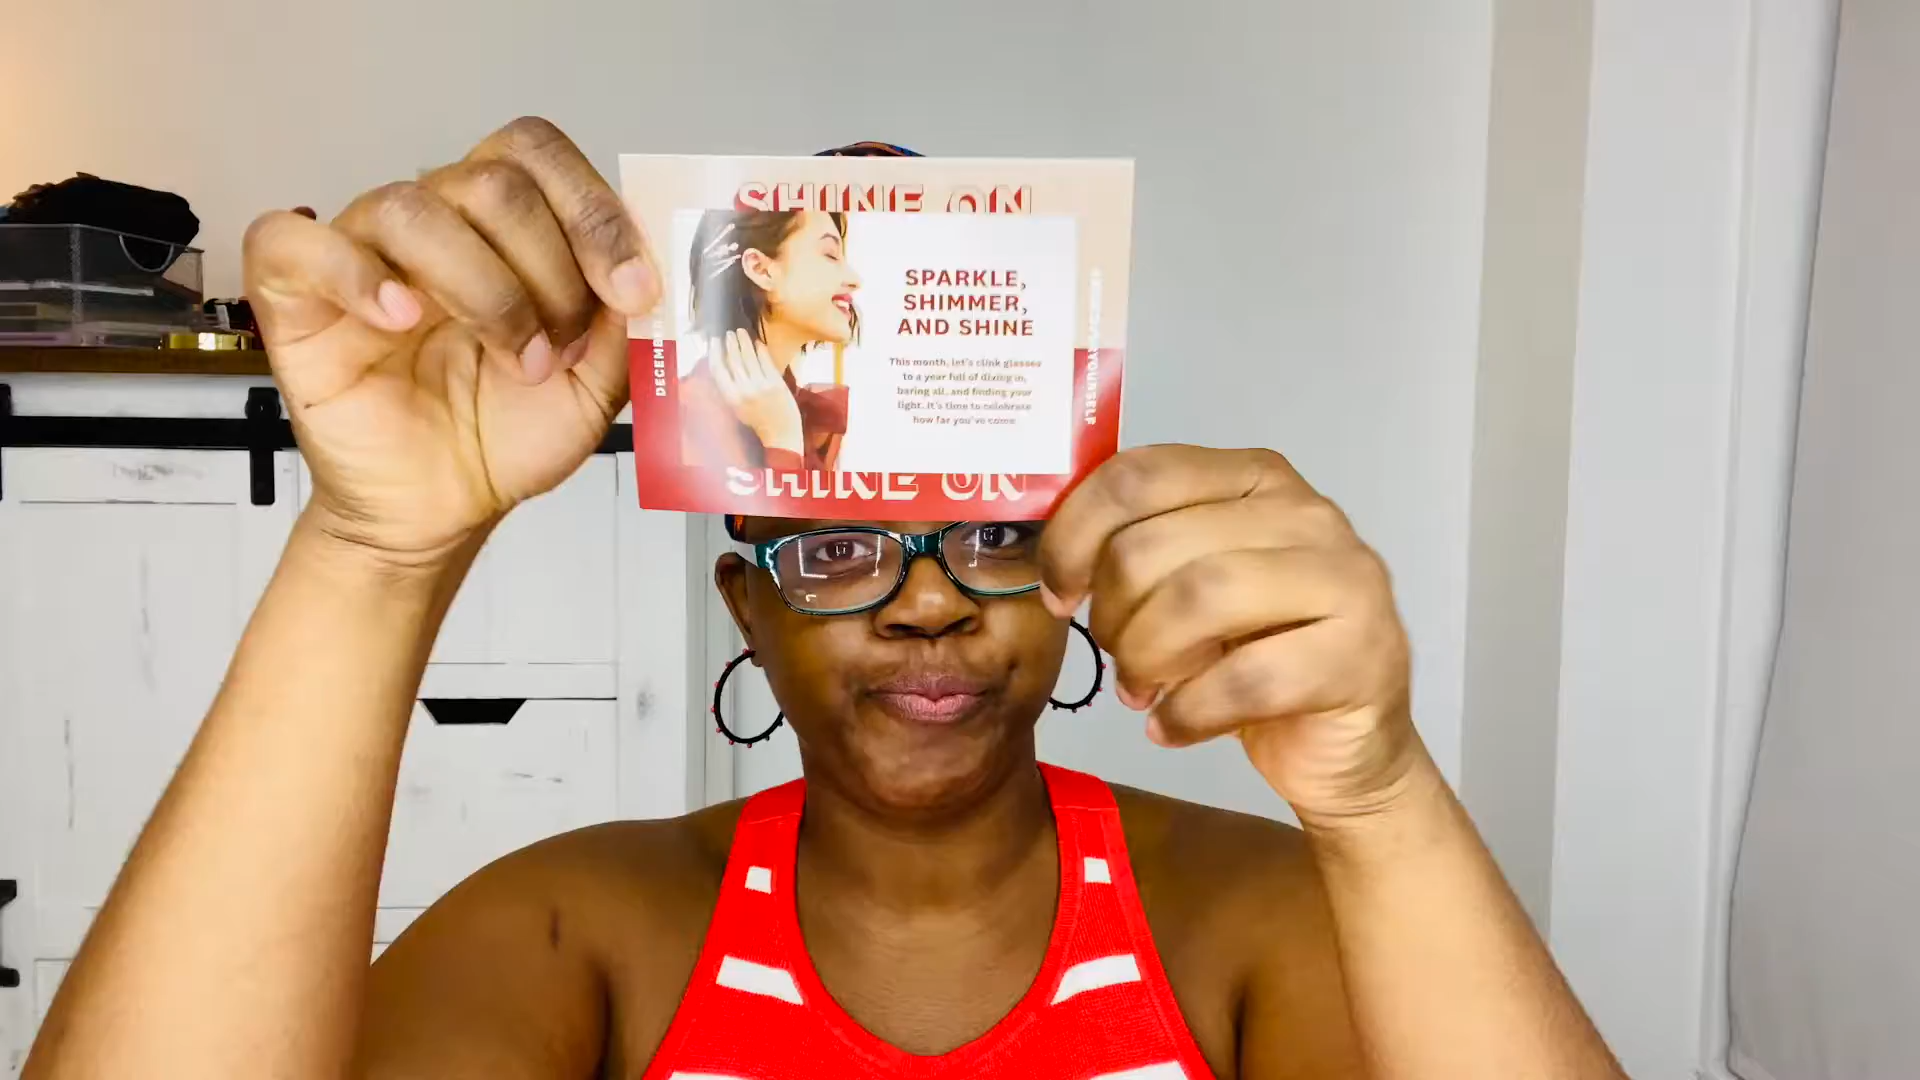 SHINE ON
SPARKLE,
SHIMMER,
AND SHINE
This month, let's clink glasses
to a year full of diving in,
baring all, and finding your
light. It's time to celebrate
how far you've come.
DECEMBER
YOURSELF
SHINE ON